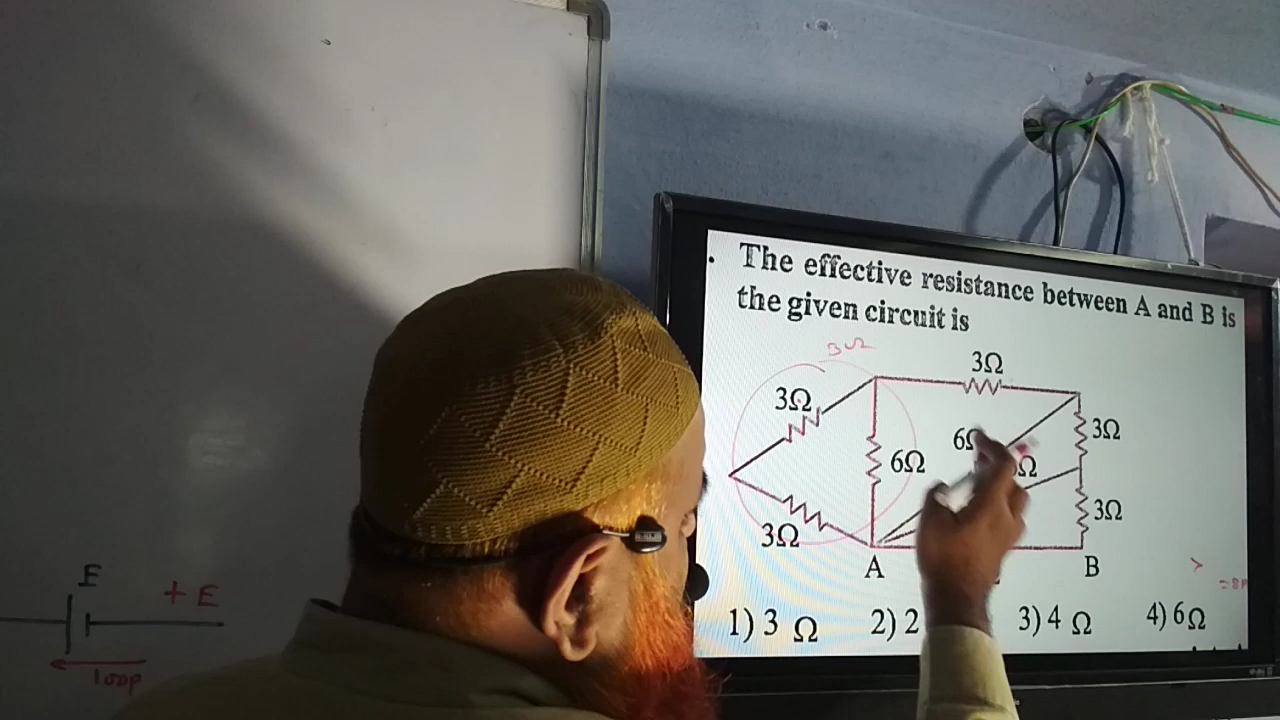 . The effective resistance between A and B is
the given circuit is
3Ω
3Ω
3Ω
6Ω
3Ω
6Ω
Ω
3Ω
3Ω
A
B
1) 3 Ω 2) 2 3) 4 Ω 4) 6 Ω
E
+ E
loop